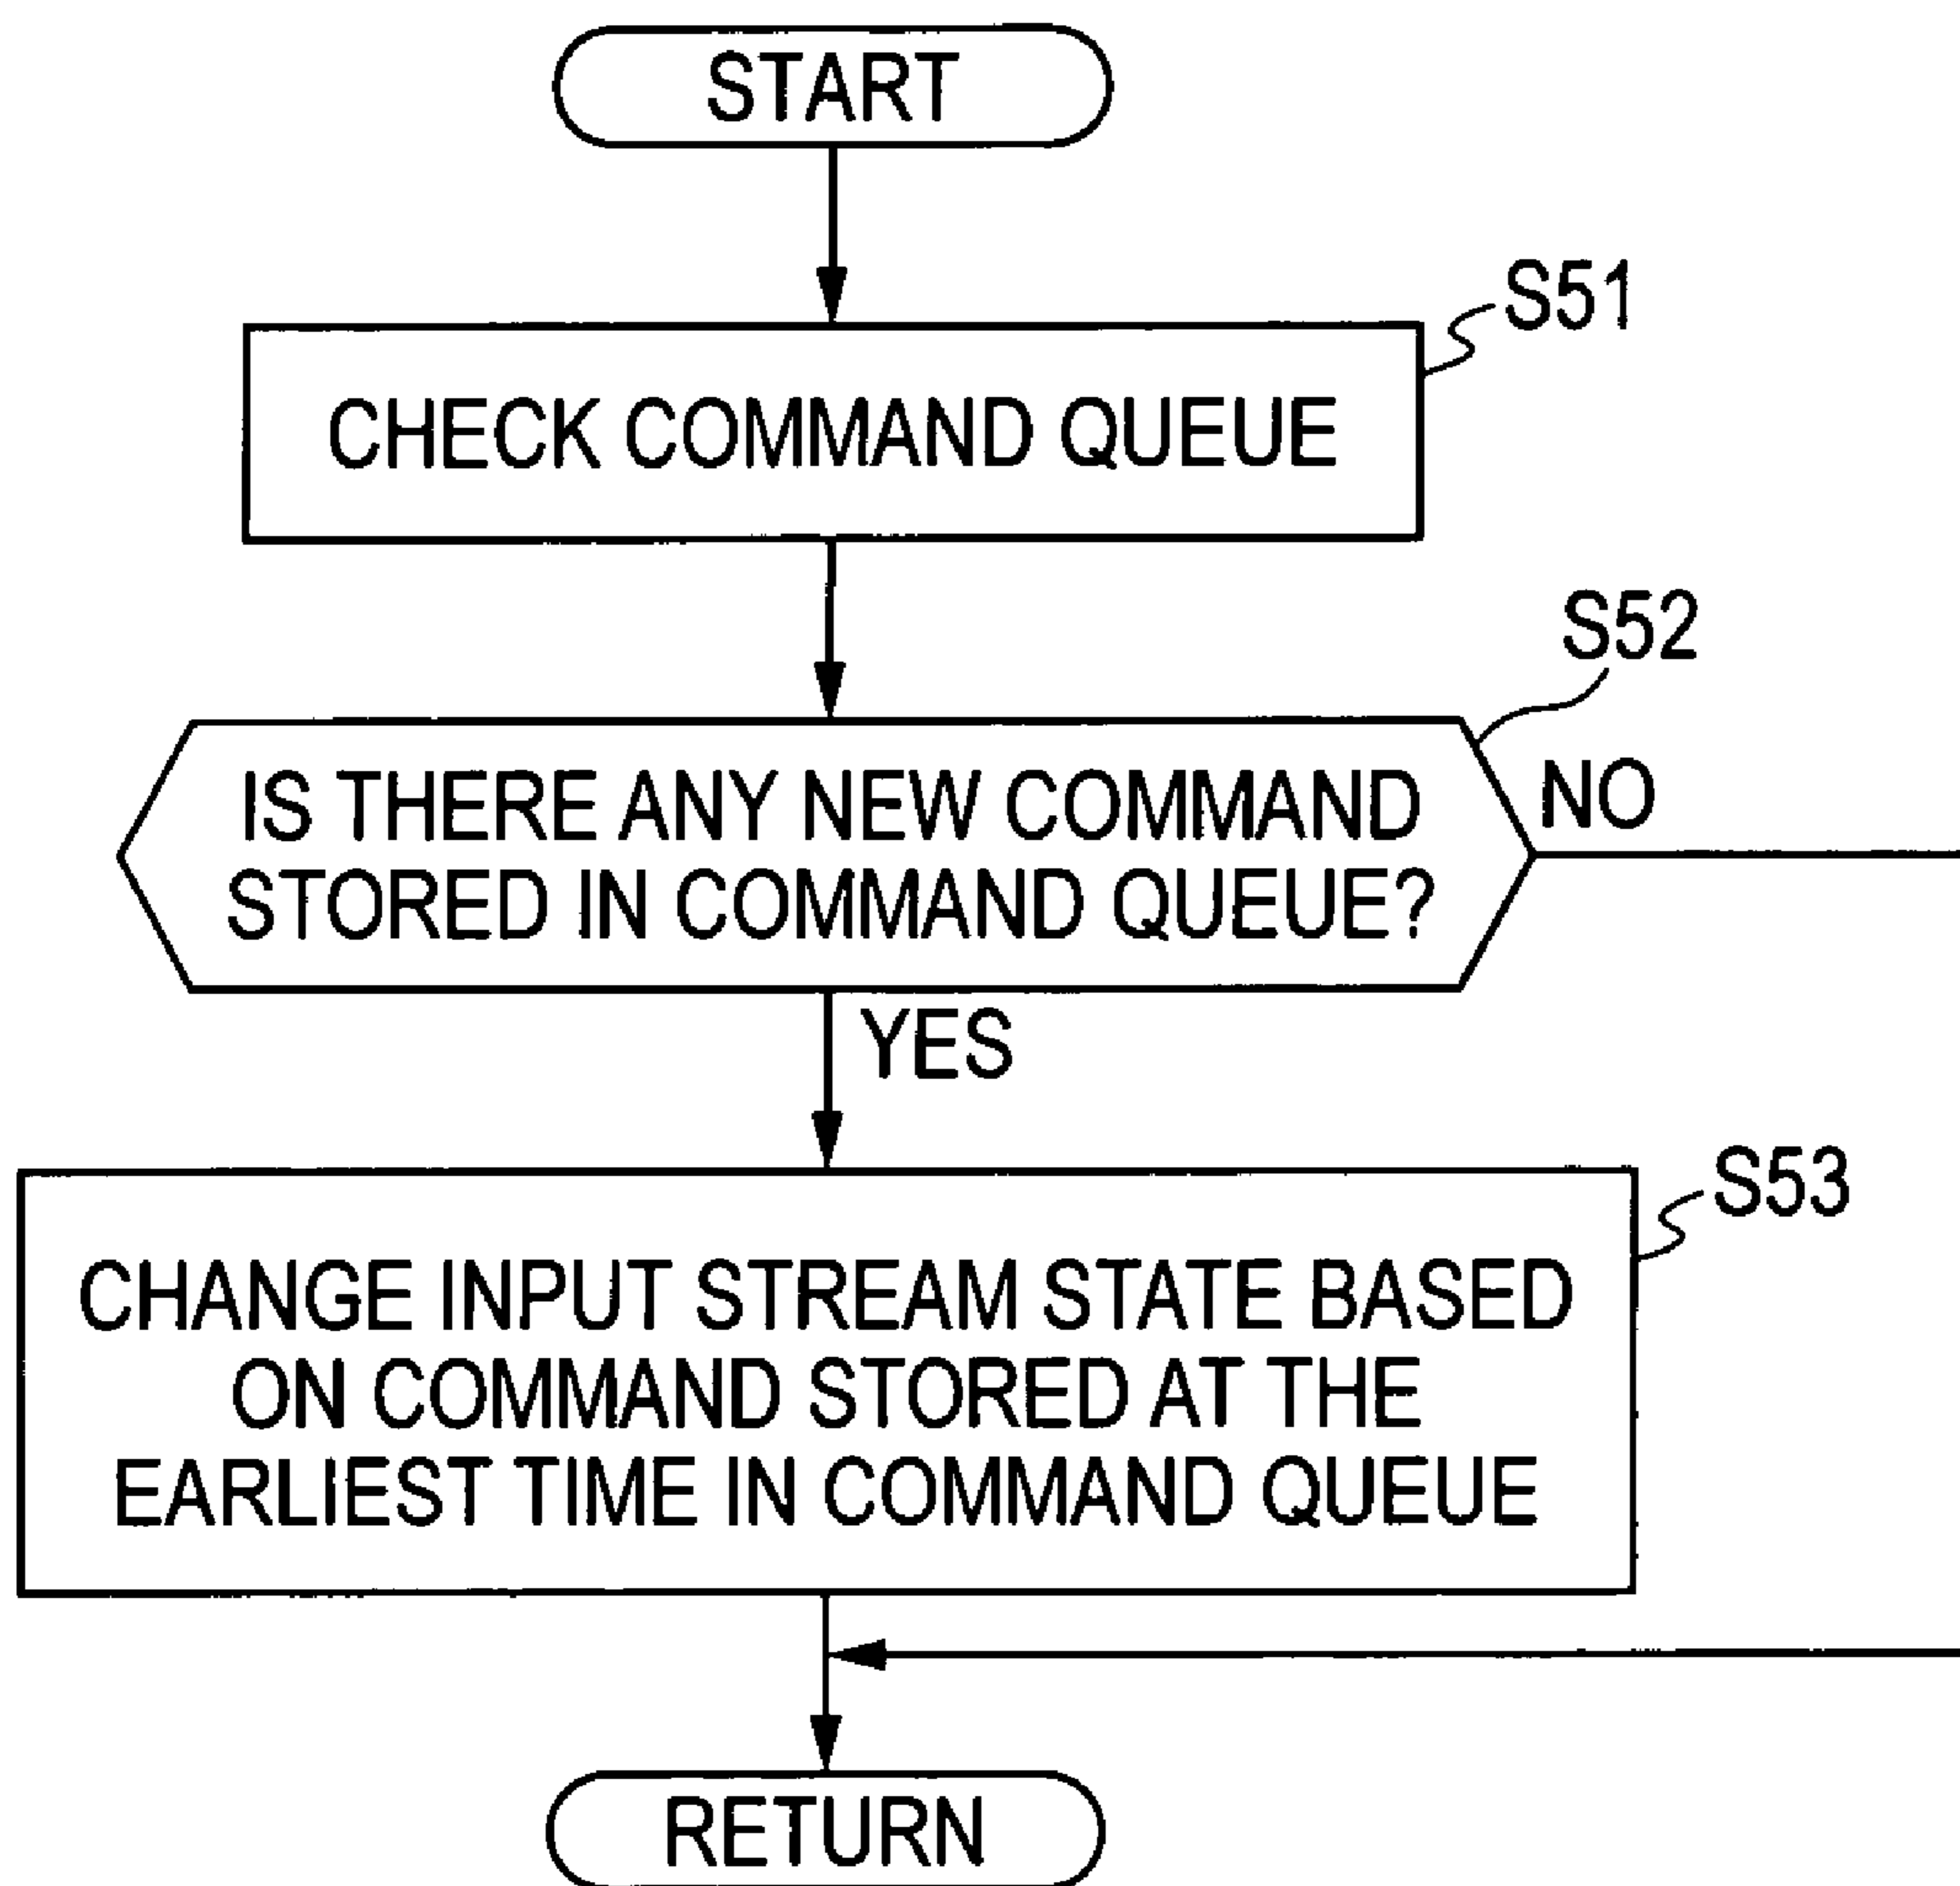 START
S51
CHECK COMMAND QUEUE
S52
IS THERE ANY NEW COMMAND
STORED IN COMMAND QUEUE?
NO
YES
S53
CHANGE INPUT STREAM STATE BASED
ON COMMAND STORED AT THE
EARLIEST TIME IN COMMAND QUEUE
RETURN